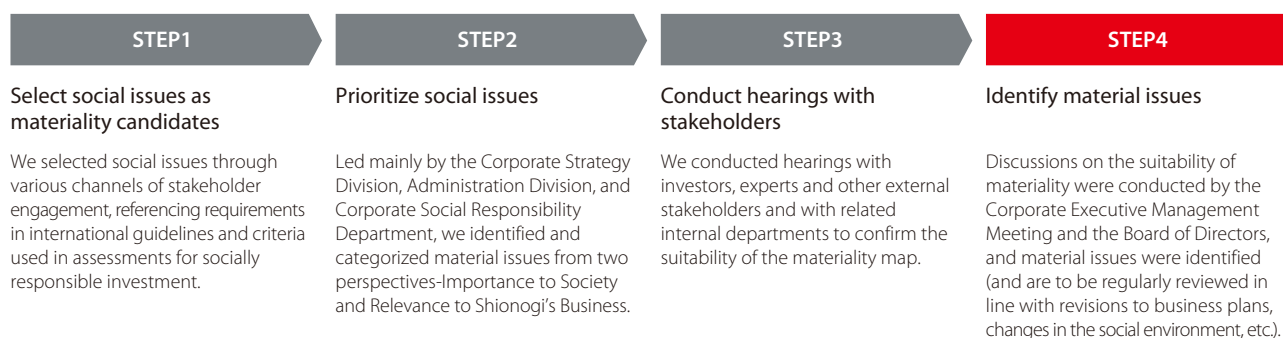 STEP1
Select social issues as
materiality candidates
We selected social issues through
various channels of stakeholder
engagement, referencing requirements
in international guidelines and criteria
used in assessments for socially
responsible investment.
STEP2
Prioritize social issues
Led mainly by the Corporate Strategy
Division, Administration Division, and
Corporate Social Responsibility
Department, we identified and
categorized material issues from two
perspectives-Importance to Society
and Relevance to Shionogi's Business.
STEP3
Conduct hearings with
stakeholders
We conducted hearings with
investors, experts and other external
stakeholders and with related
internal departments to confirm the
suitability of the materiality map.
STEP4
Identify material issues
Discussions on the suitability of
materiality were conducted by the
Corporate Executive Management
Meeting and the Board of Directors,
and material issues were identified
(and are to be regularly reviewed in
line with revisions to business plans,
changes in the social environment, etc.).